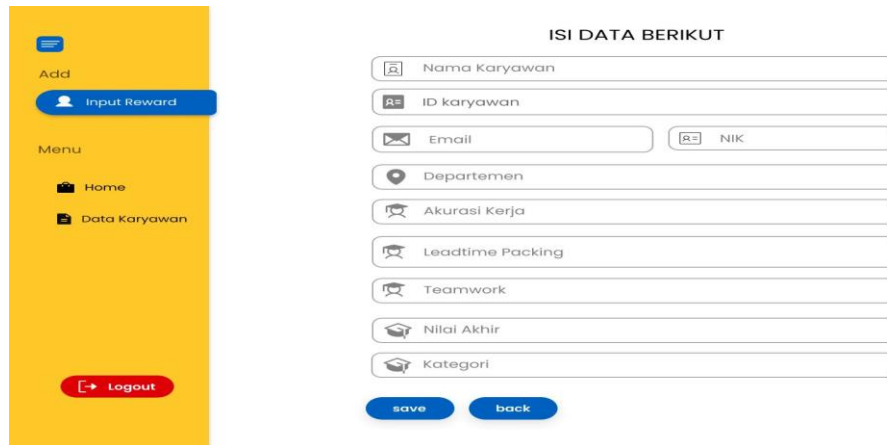 Add
Input Reward
Menu
Home
Data Karyawan
Logout
ISI DATA BERIKUT
Nama Karyawan
ID karyawan
Email
NIK
Departemen
Akurasi Kerja
Leadtime Packing
Teamwork
Nilai Akhir
Kategori
save
back